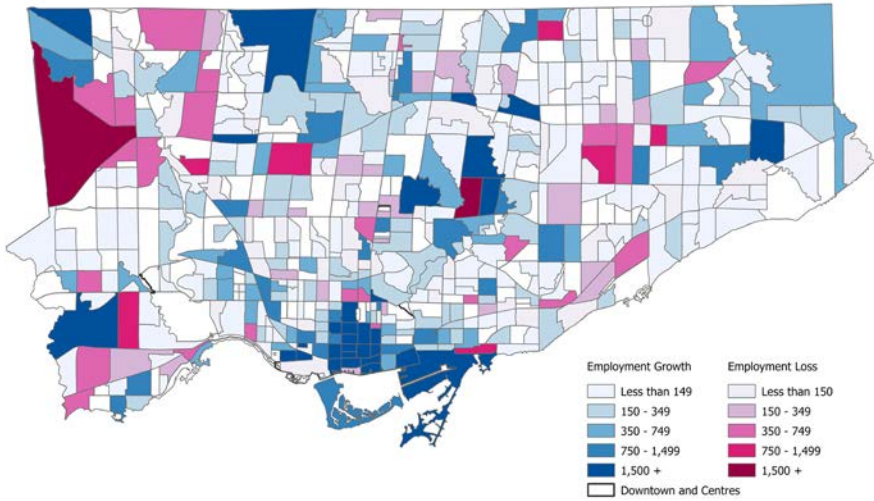 Employment Growth
Employment Loss
Less than 149
Less than 150
150 - 349
150 - 349
350 - 749
350 - 749
750 - 1,499
750 - 1,499
1,500 +
1,500 +
Downtown and Centres